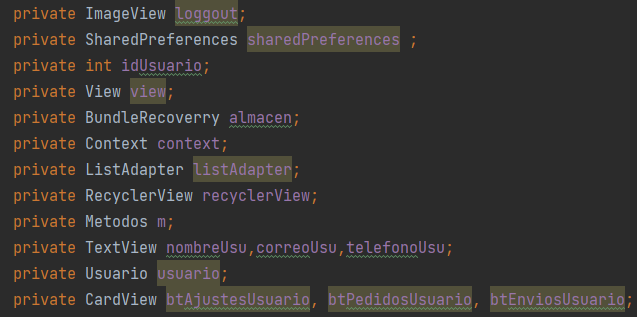 private ImageView loggout;
private SharedPreferences sharedPreferences ;
private int idUsuario;
private View view;
private BundleRecoverry almacen;
private Context context;
private ListAdapter listAdapter;
private RecyclerView recyclerView;
private Metodos m;
private TextView nombreUsu,correoUsu,telefonoUsu;
private Usuario usuario;
private CardView btAjustesUsuario, btPedidosUsuario, btEnviosUsuario;